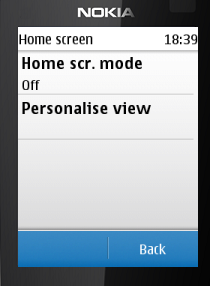 NOKIA
Home screen 18:39
Home scr. mode
Off
Personalise view
Back